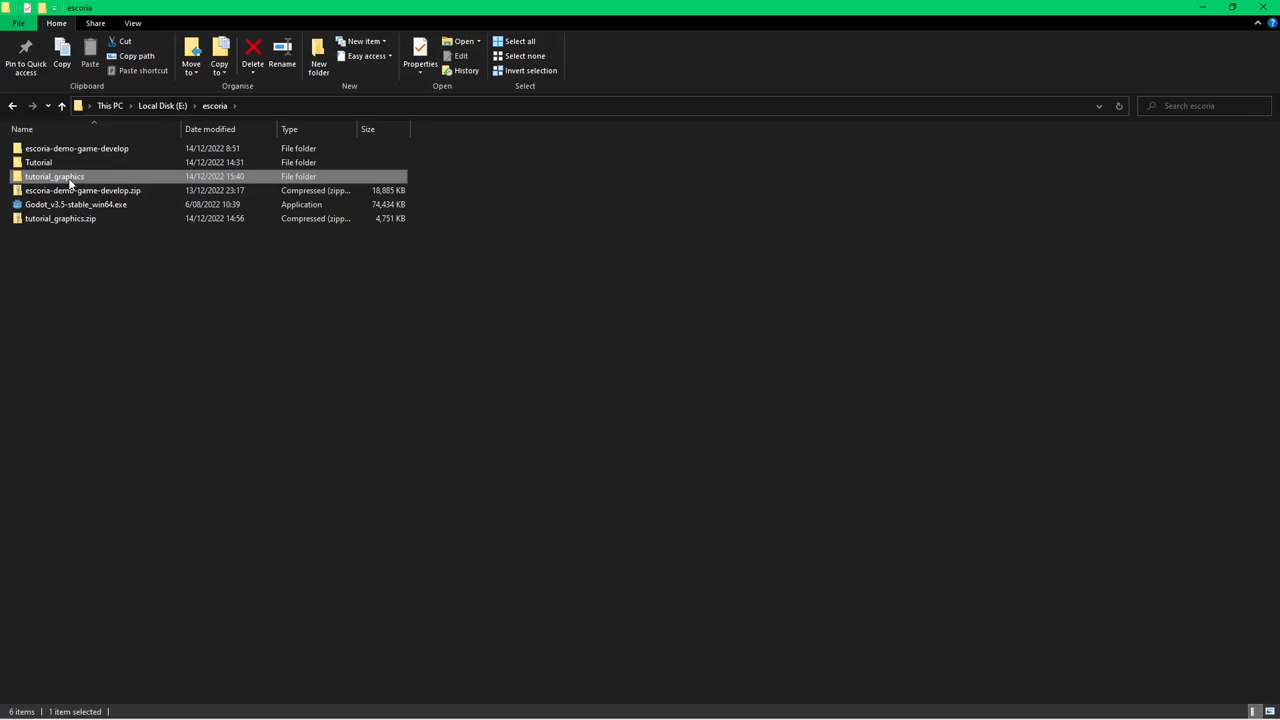 escoria
File Home Share View
Pin to Quick access
Copy
Paste
Cut
Copy path
Paste shortcut
Clipboard
Move to
Copy to
Delete
Rename
Organise
New folder
New item
Easy access
New
Properties
Open
Edit
History
Open
Select all
Select none
Invert selection
Select
This PC Local Disk (E:) escoria
Search escoria
Name Date modified Type Size
escoria-demo-game-develop 14/12/2022 8:51 File folder
Tutorial 14/12/2022 14:31 File folder
tutorial_graphics 14/12/2022 15:40 File folder
escoria-demo-game-develop.zip 13/12/2022 23:17 Compressed (zipp... 18,885 KB
Godot_v3.5-stable_win64.exe 6/08/2022 10:39 Application 74,434 KB
tutorial_graphics.zip 14/12/2022 14:56 Compressed (zipp... 4,751 KB
6 items 1 item selected